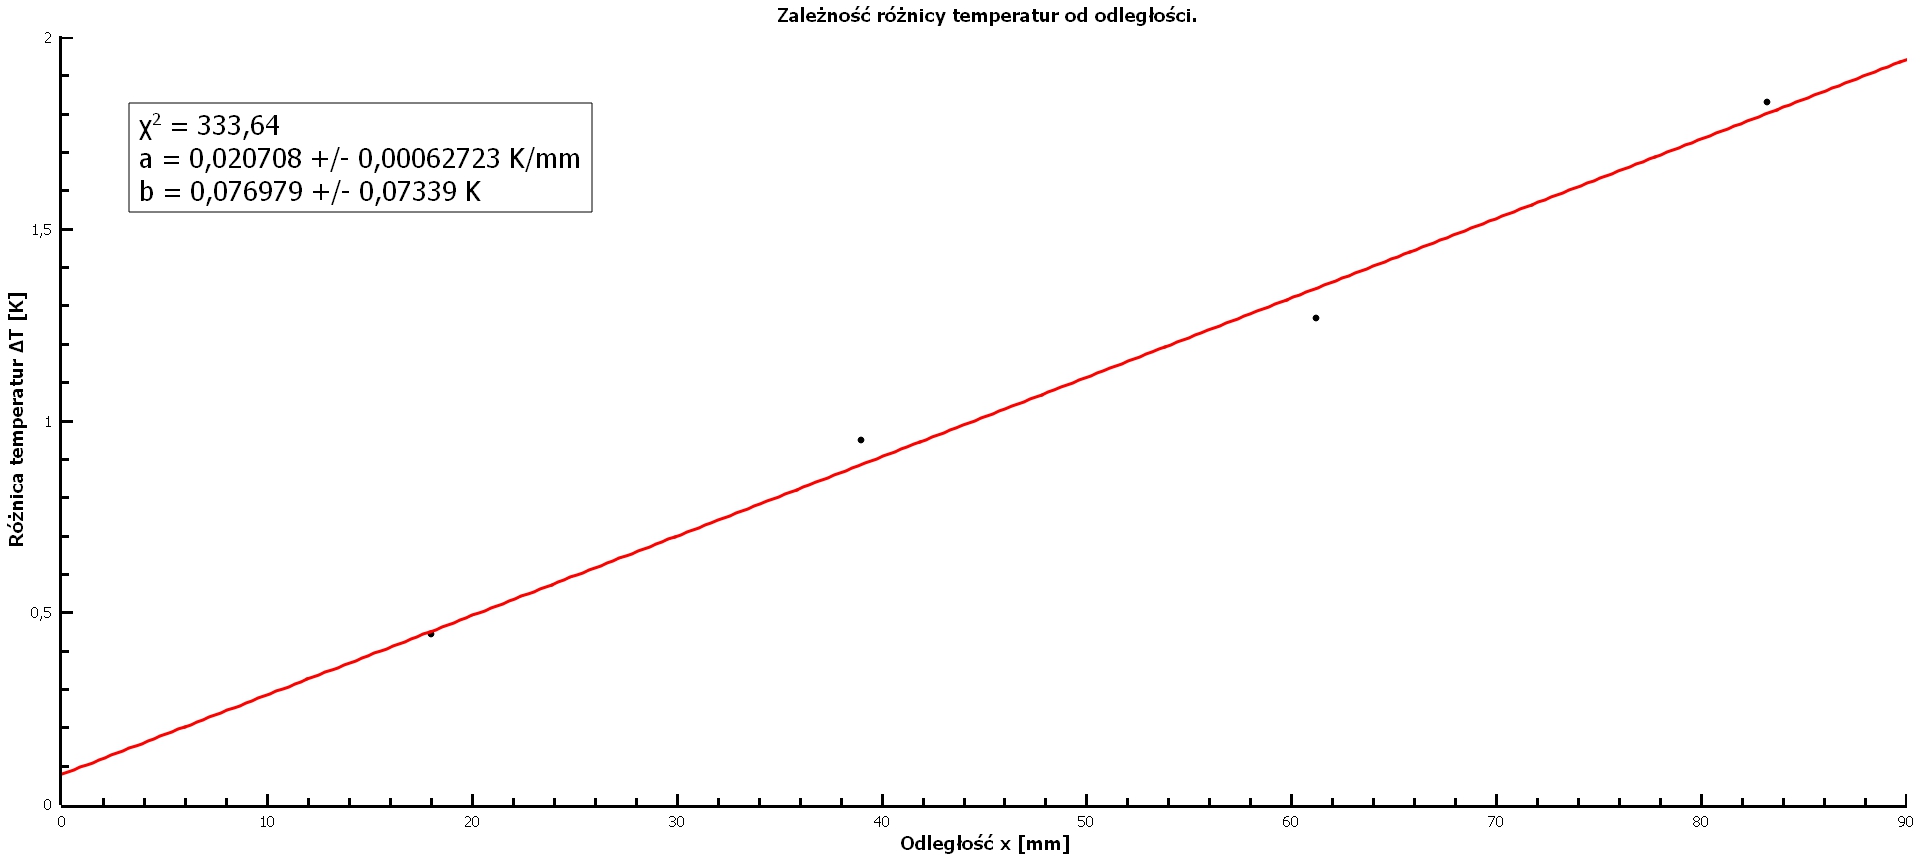 Zależność różnicy temperatur od odległości.
χ² = 333,64
a = 0,020708 +/- 0,00062723 K/mm
b = 0,076979 +/- 0,07339 K
Różnica temperatur ΔT [K]
2
1,5
1
0,5
0
0 10 20 30 40 50 60 70 80 90
Odległość x [mm]